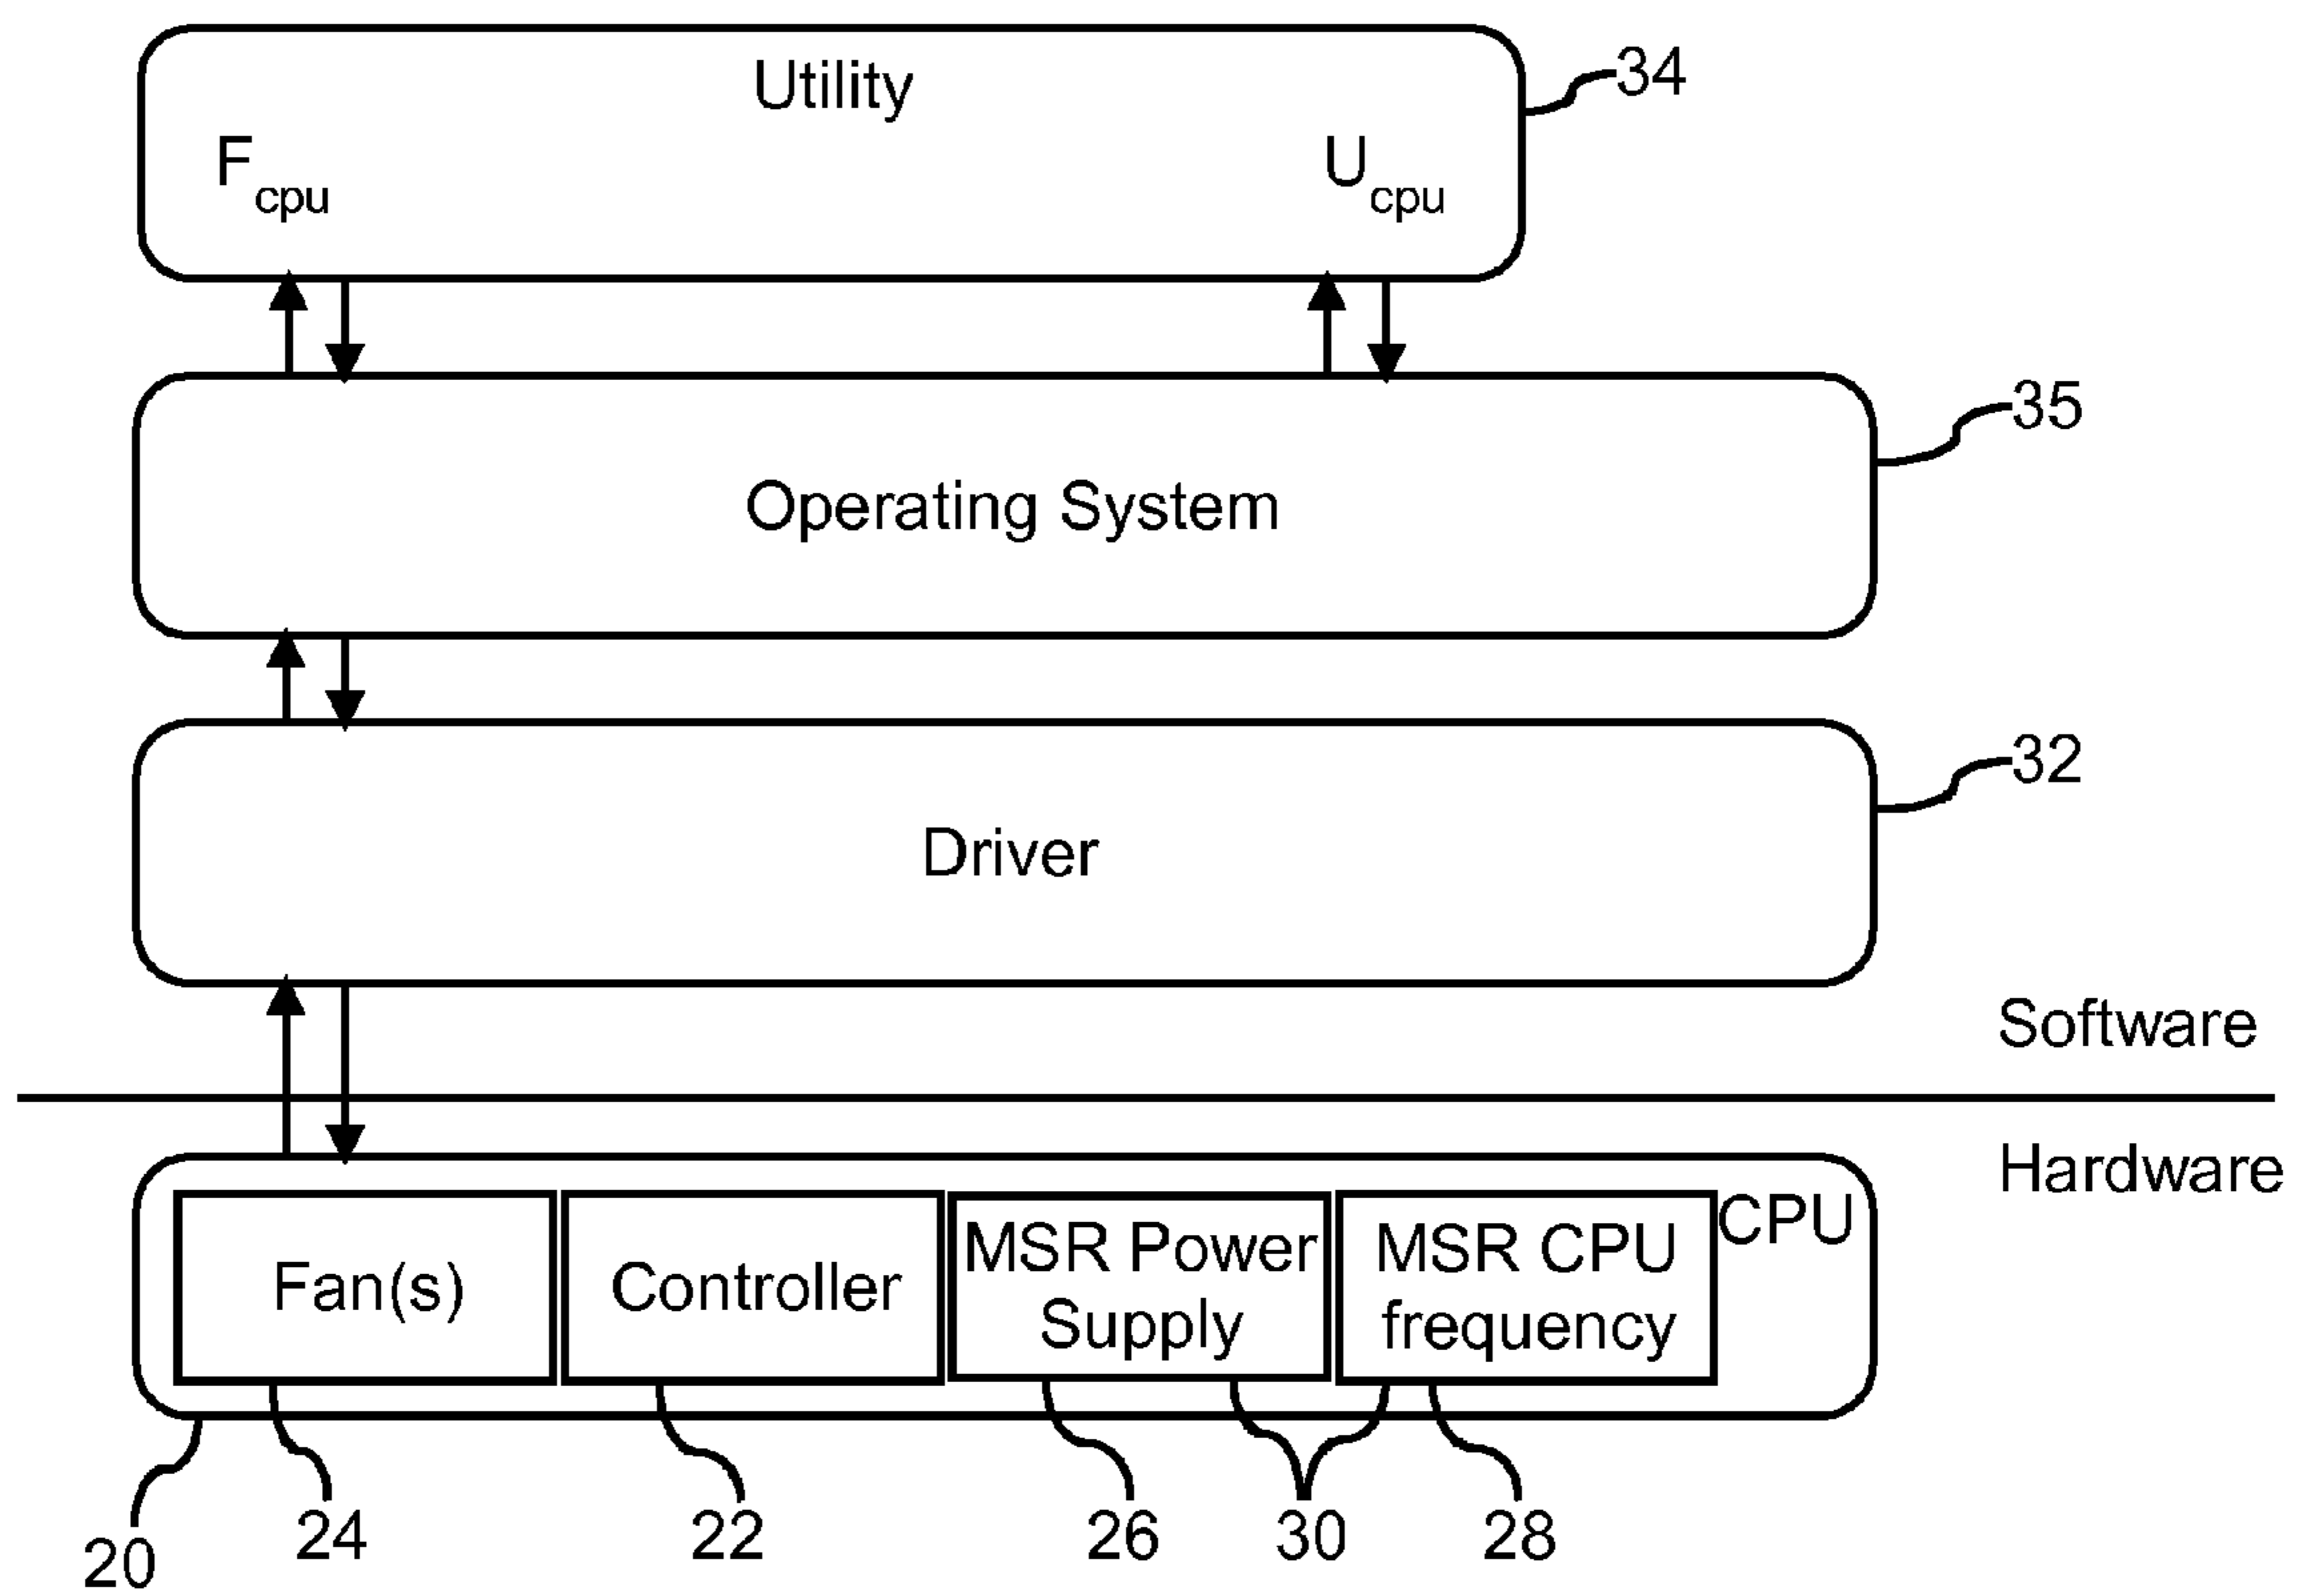 Utility
34
F cpu
U cpu
35
Operating System
32
Driver
Software
Hardware
CPU
Fan(s)
Controller
MSR Power
Supply
MSR CPU
frequency
20
24
22
26
30
28